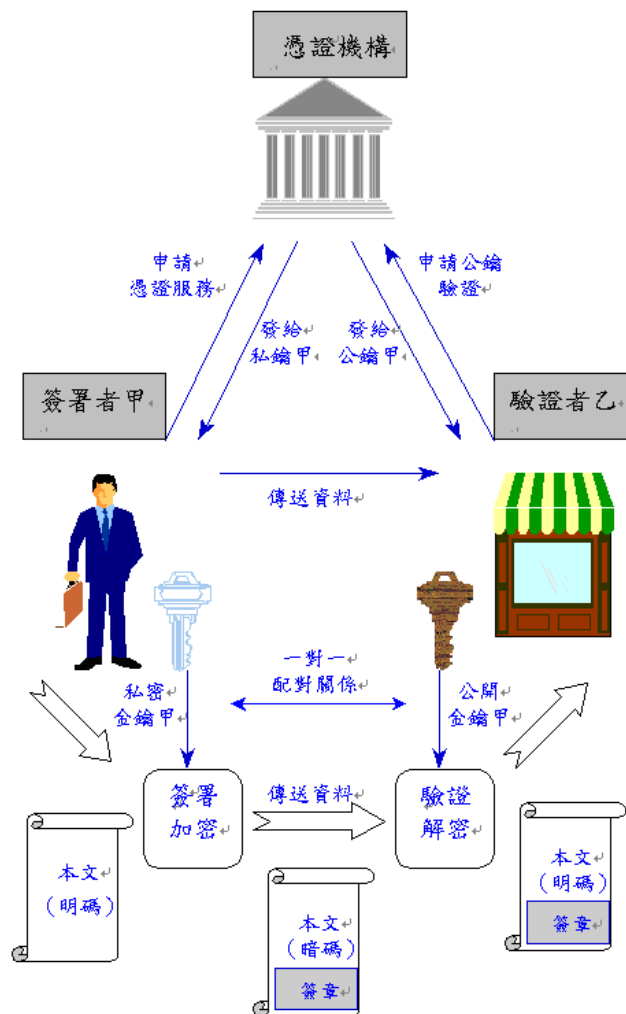 憑證機構
申請
憑證服務
發給
私鑰甲
發給
公鑰甲
申請公鑰
驗證
簽署者甲
驗證者乙
傳送資料
私密
金鑰甲
一對一
配對關係
公開
金鑰甲
簽署
加密
傳送資料
驗證
解密
本文
(明碼)
本文
(暗碼)
簽章
本文
(明碼)
簽章